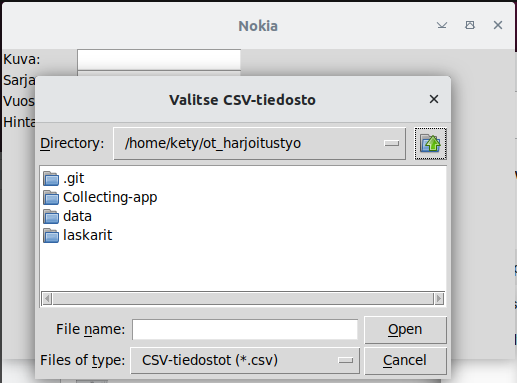 Nokia
Kuva:
Sarja
Vuos
Hinta
Valitse CSV-tiedosto
Directory: /home/kety/ot_harjoitustyo
.git
Collecting-app
data
laskarit
File name: Open
Files of type: CSV-tiedostot (*.csv) Cancel